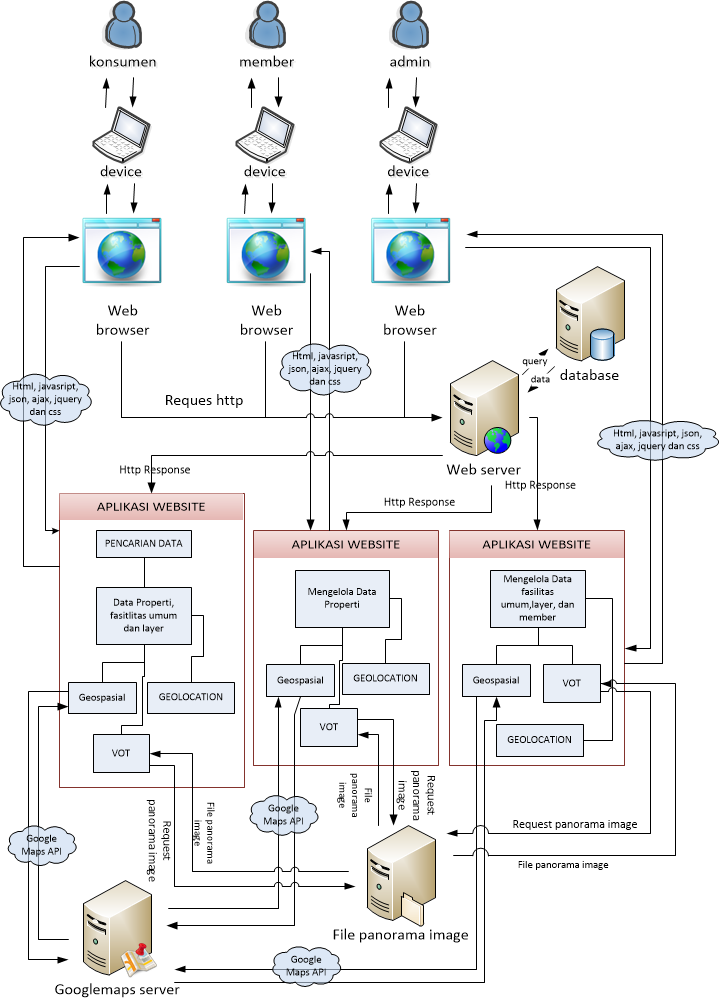 konsumen
member
admin
device
device
device
Web
browser
Web
browser
Web
browser
query
data
database
Html, javasript,
json, ajax, jquery
dan css
Html, javasript,
json, ajax, jquery
dan css
Reques http
Html, javasript, json,
ajax, jquery dan css
Web server
Http Response
Http Response
Http Response
APLIKASI WEBSITE
PENCARIAN DATA
Data Properti,
fasitlitas umum
dan layer
Geospasial
GEOLOCATION
VOT
APLIKASI WEBSITE
Mengelola Data
Properti
Geospasial
GEOLOCATION
VOT
APLIKASI WEBSITE
Mengelola Data
fasilitas
umum,layer, dan
member
Geospasial
VOT
GEOLOCATION
Google
Maps API
Request
panorama image
File panorama
image
Google
Maps API
File
panorama
image
Request
panorama
image
Request panorama image
File panorama image
File panorama image
Google
Maps API
Googlemaps server